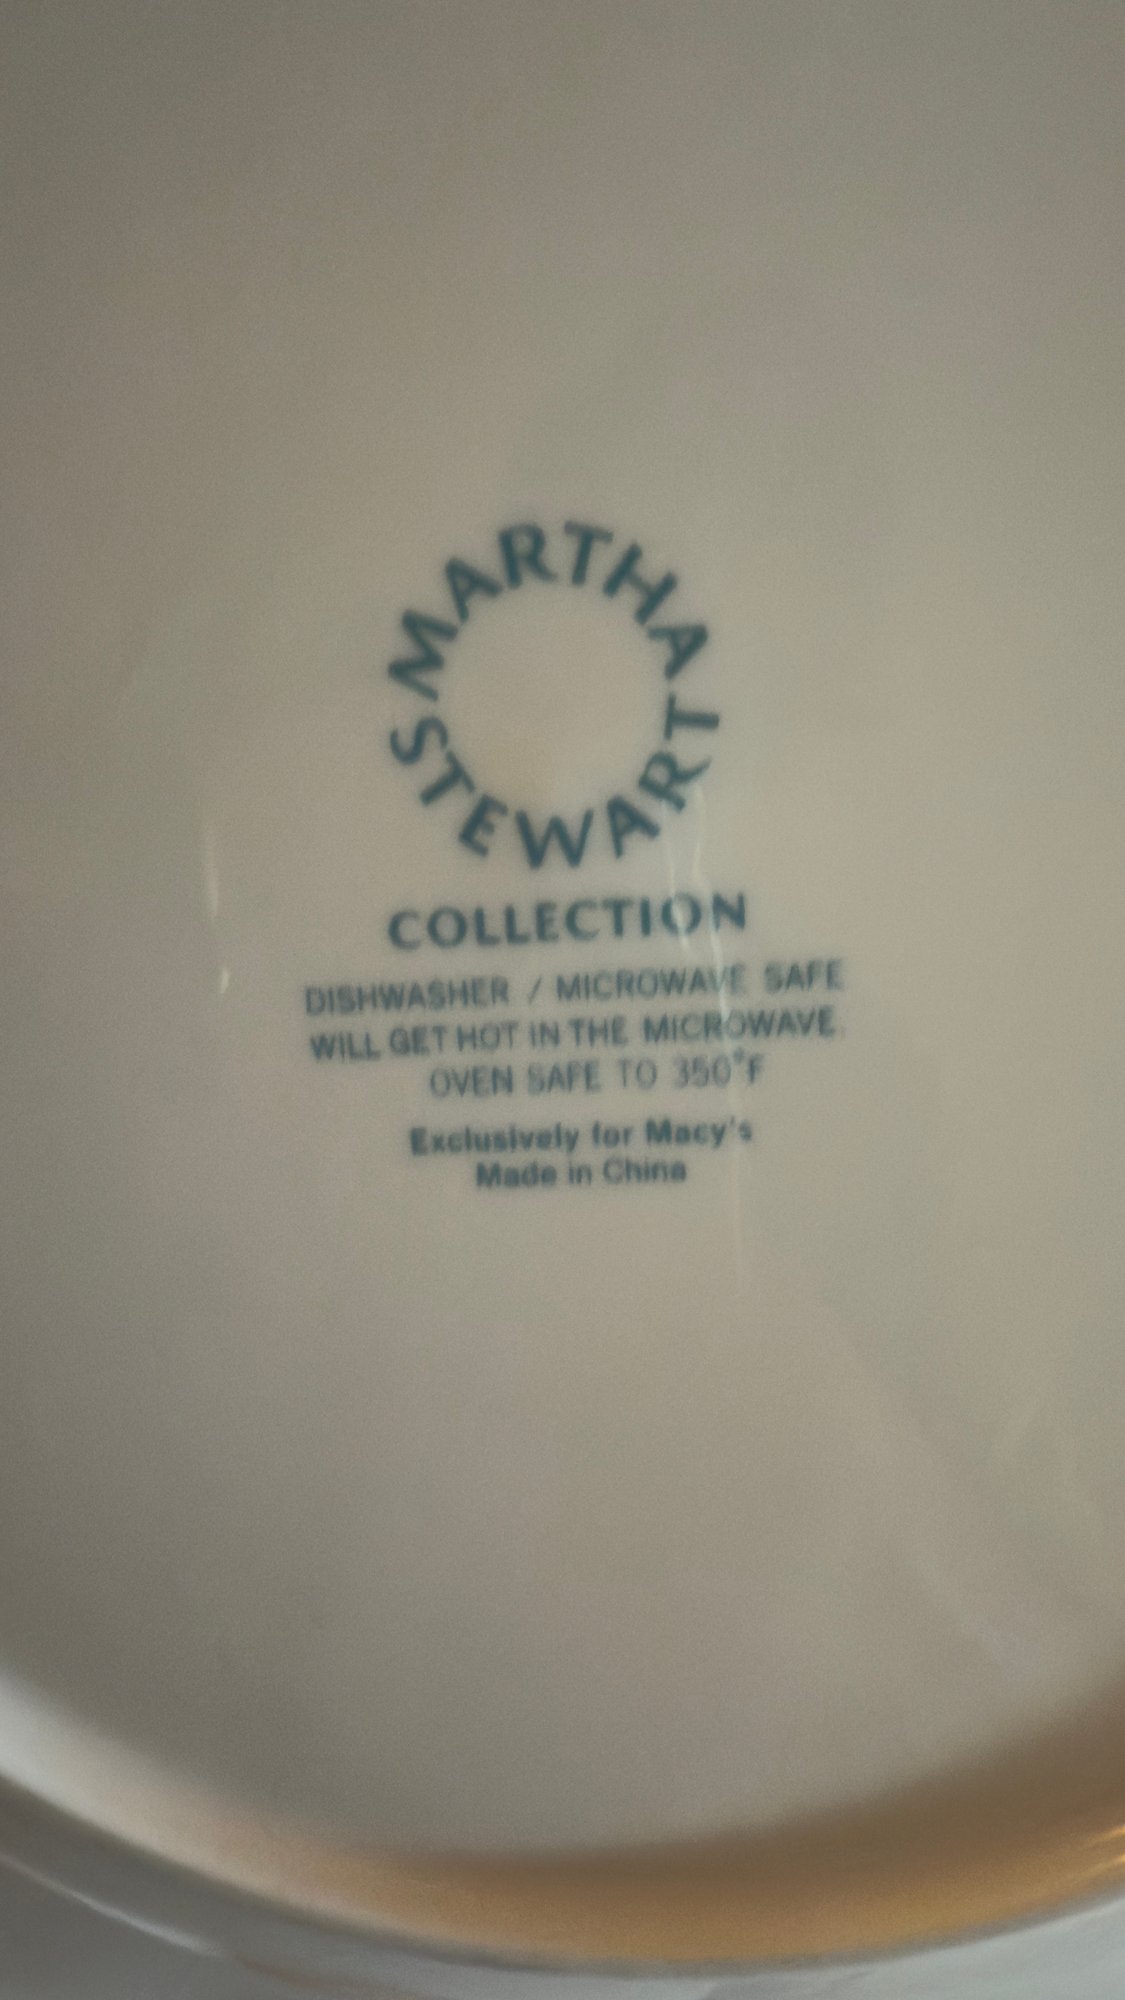 MARTHA
STEWART
COLLECTION
DISHWASHER / MICROWAVE SAFE
WILL GET HOT IN THE MICROWAVE.
OVEN SAFE TO 350°F
Exclusively for Macy's
Made in China